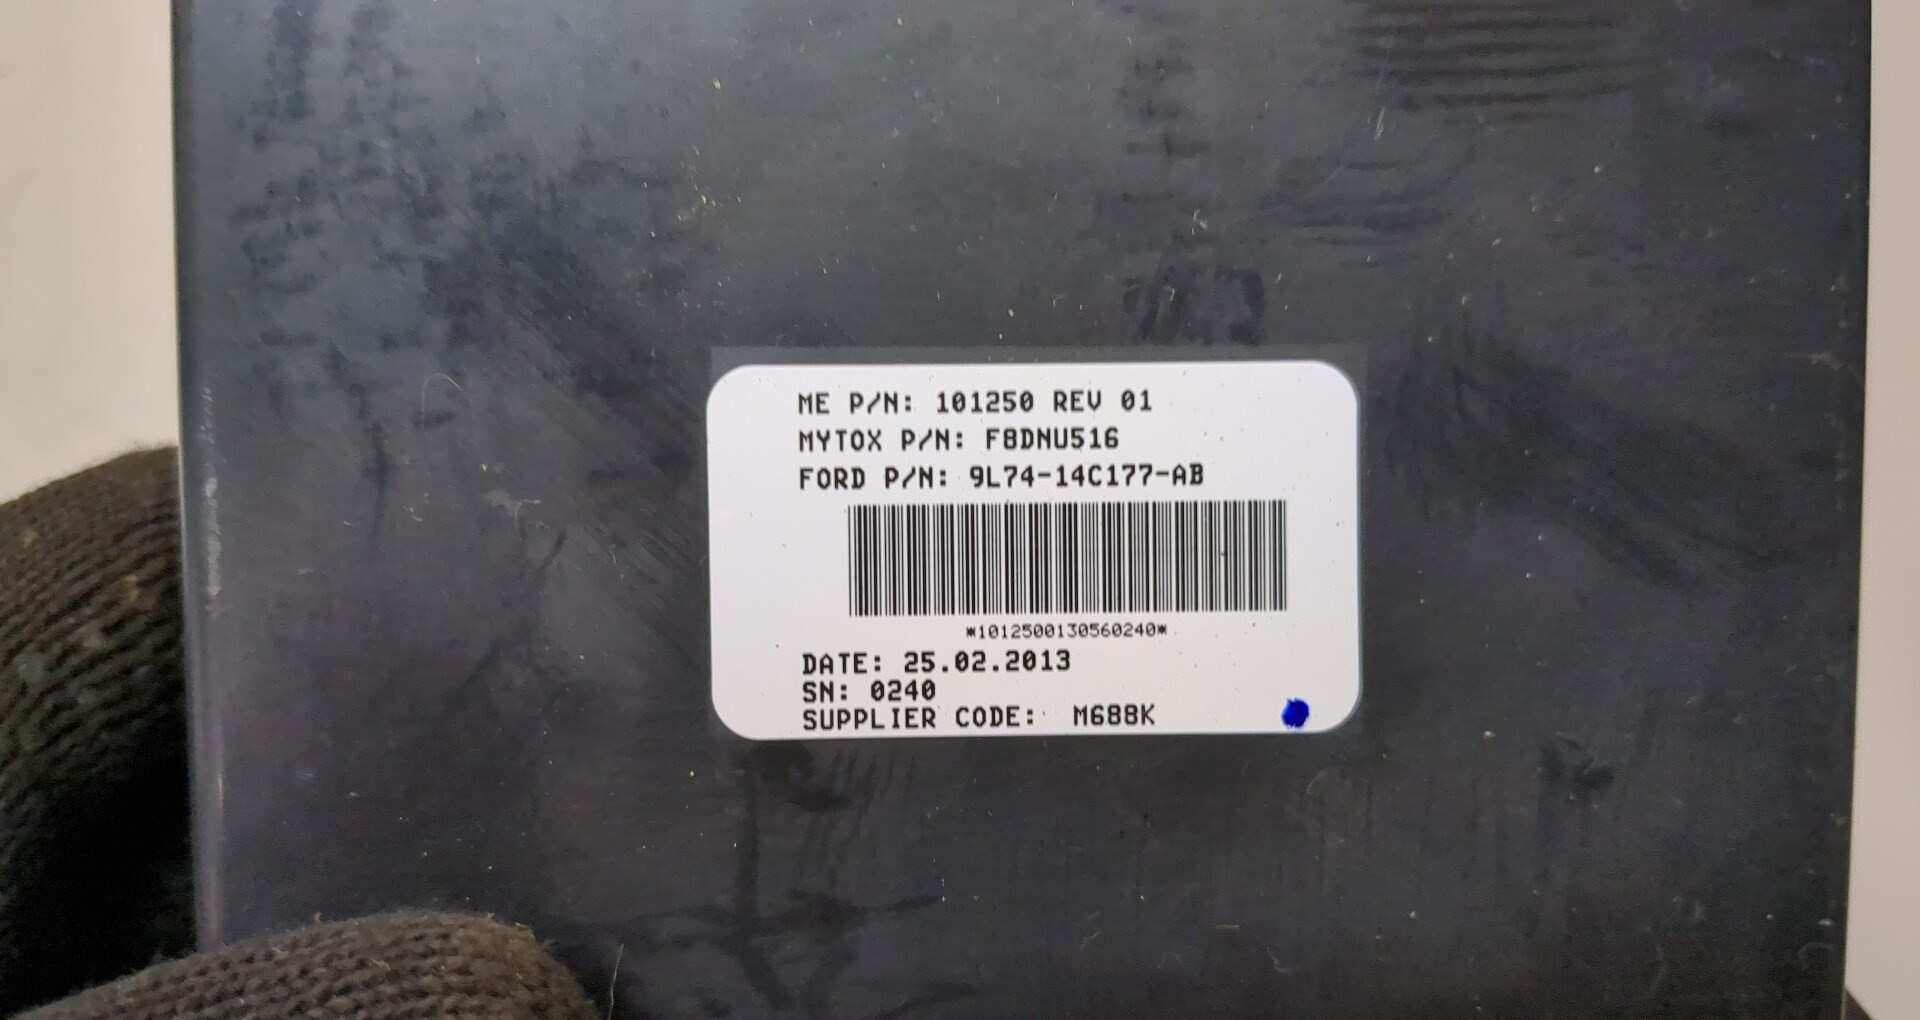 ME P/N: 101250 REV 01
MYTOX P/N: F8DNU516
FORD P/N: 9L74-14C177-AB
*1012500130560240*
DATE: 25.02.2013
SN: 0240
SUPPLIER CODE: M688K